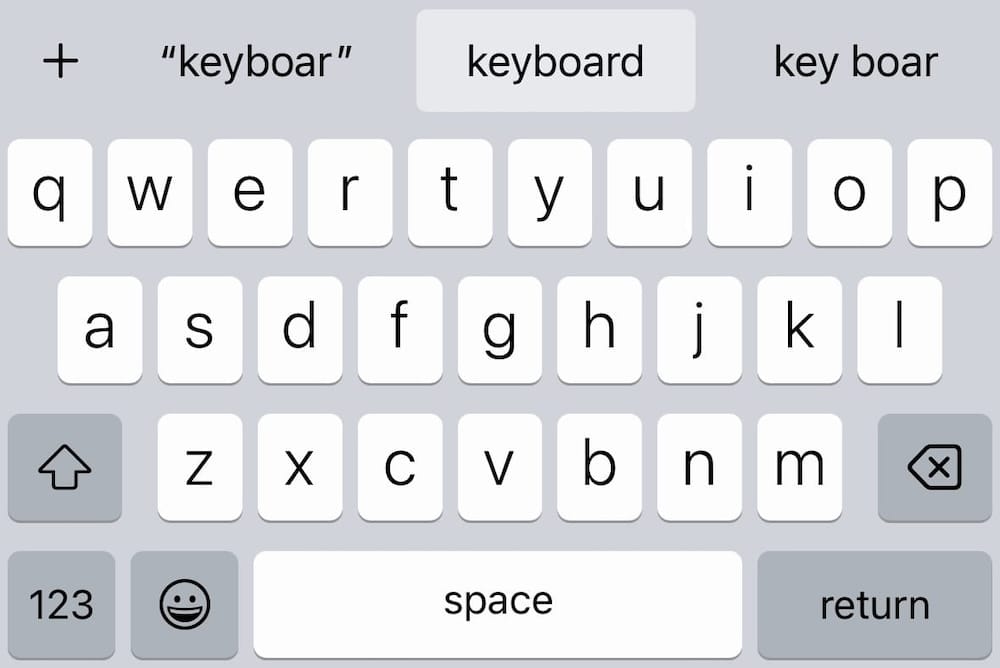 + “keyboar” keyboard key boar
q w e r t y u i o p
a s d f g h j k l
z x c v b n m
123 space return